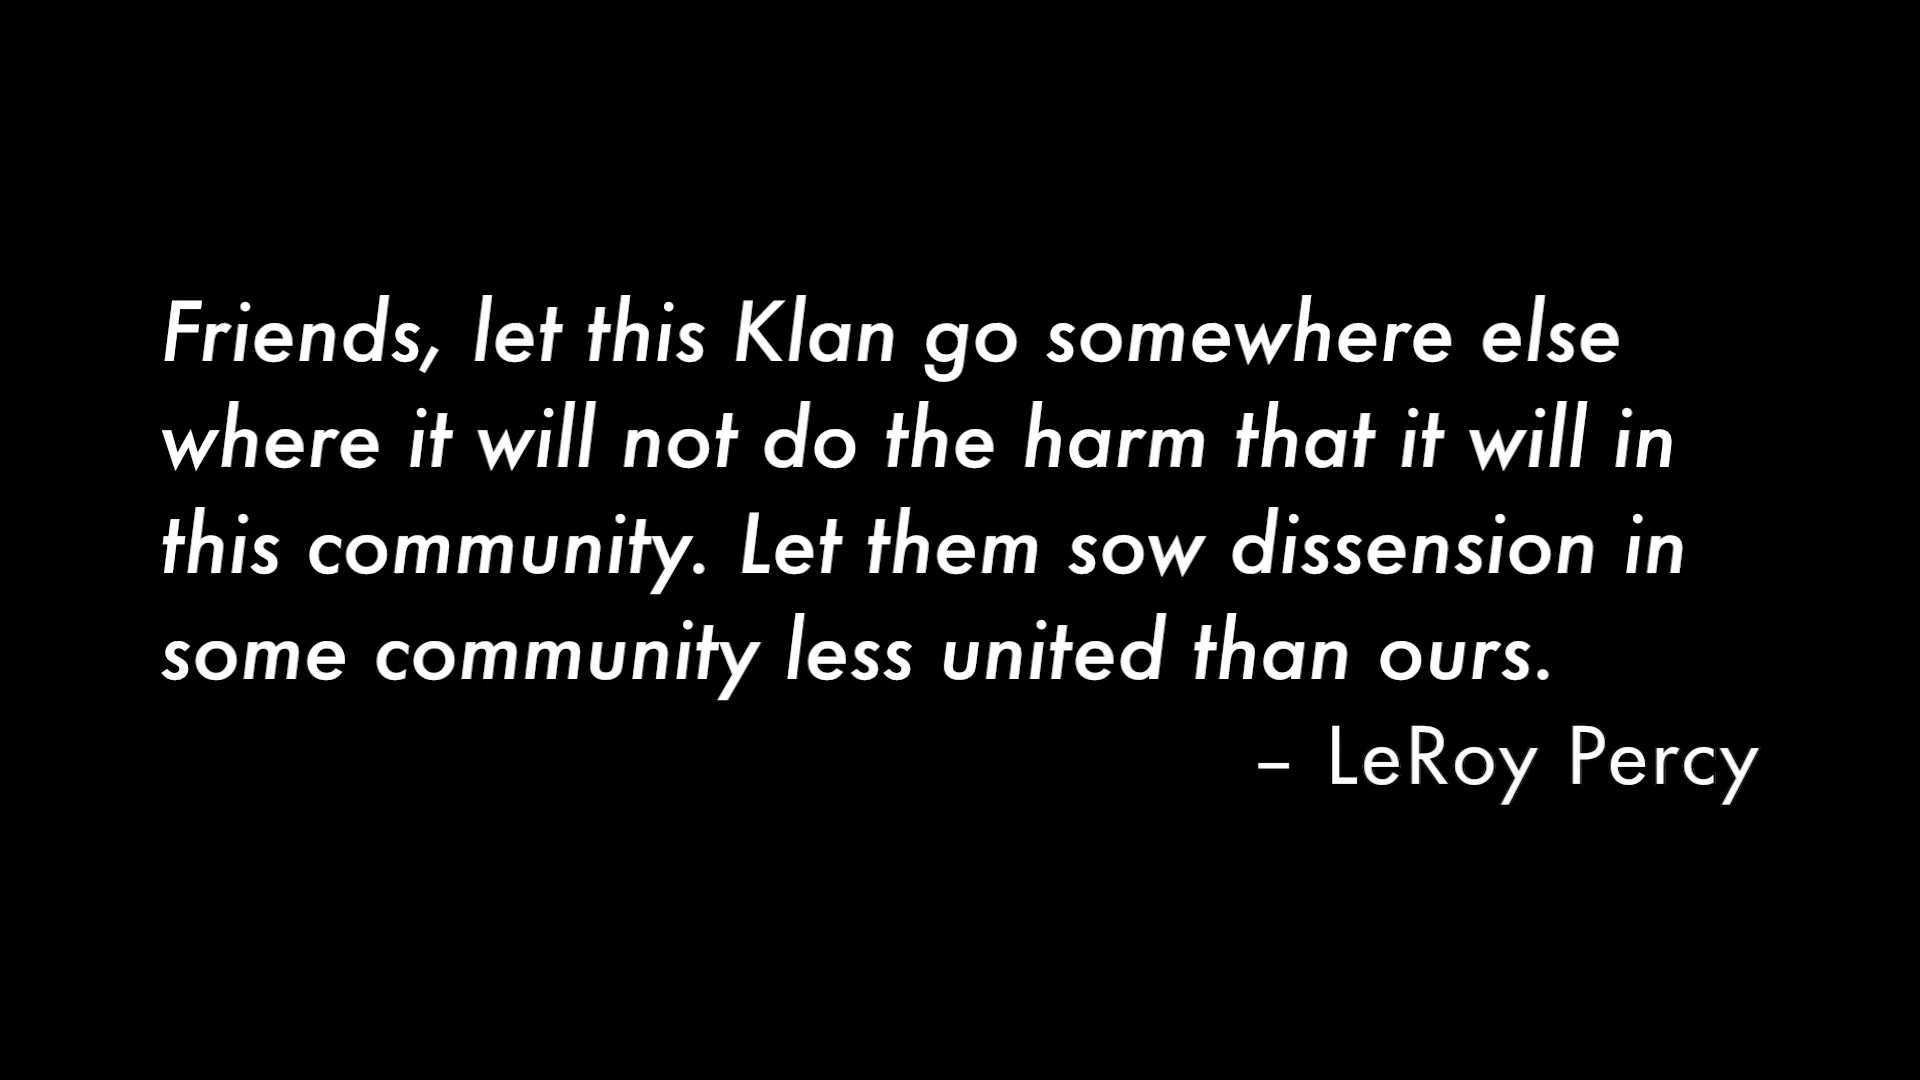 Friends, let this Klan go somewhere else
where it will not do the harm that it will in
this community. Let them sow dissension in
some community less united than ours.
– LeRoy Percy